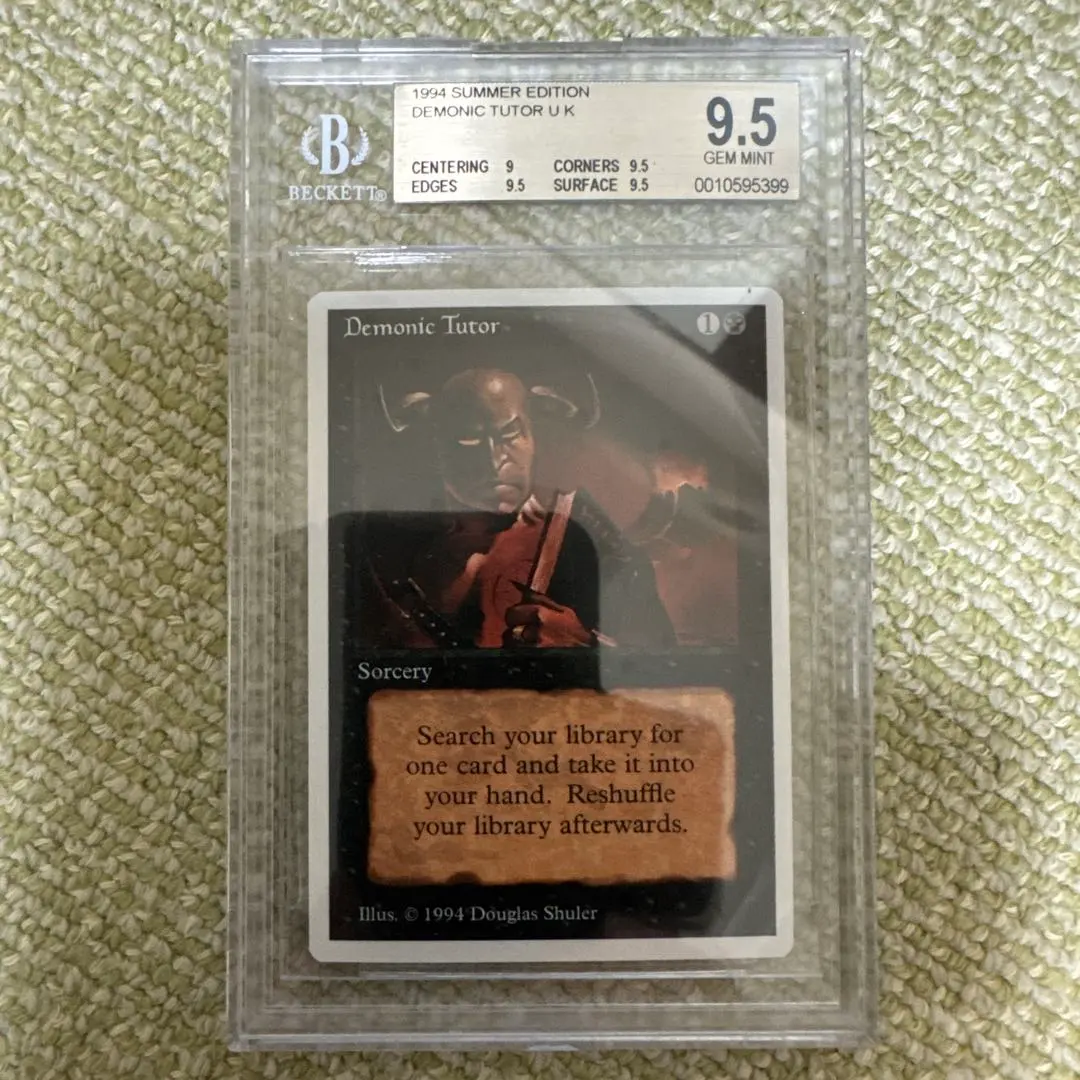 1994 SUMMER EDITION
DEMONIC TUTOR U K
9.5
GEM MINT
CENTERING 9 CORNERS 9.5
EDGES 9.5 SURFACE 9.5
0010595399
B
BECKETT®
Demonic Tutor 1
Sorcery
Search your library for
one card and take it into
your hand. Reshuffle
your library afterwards.
Illus. © 1994 Douglas Shuler